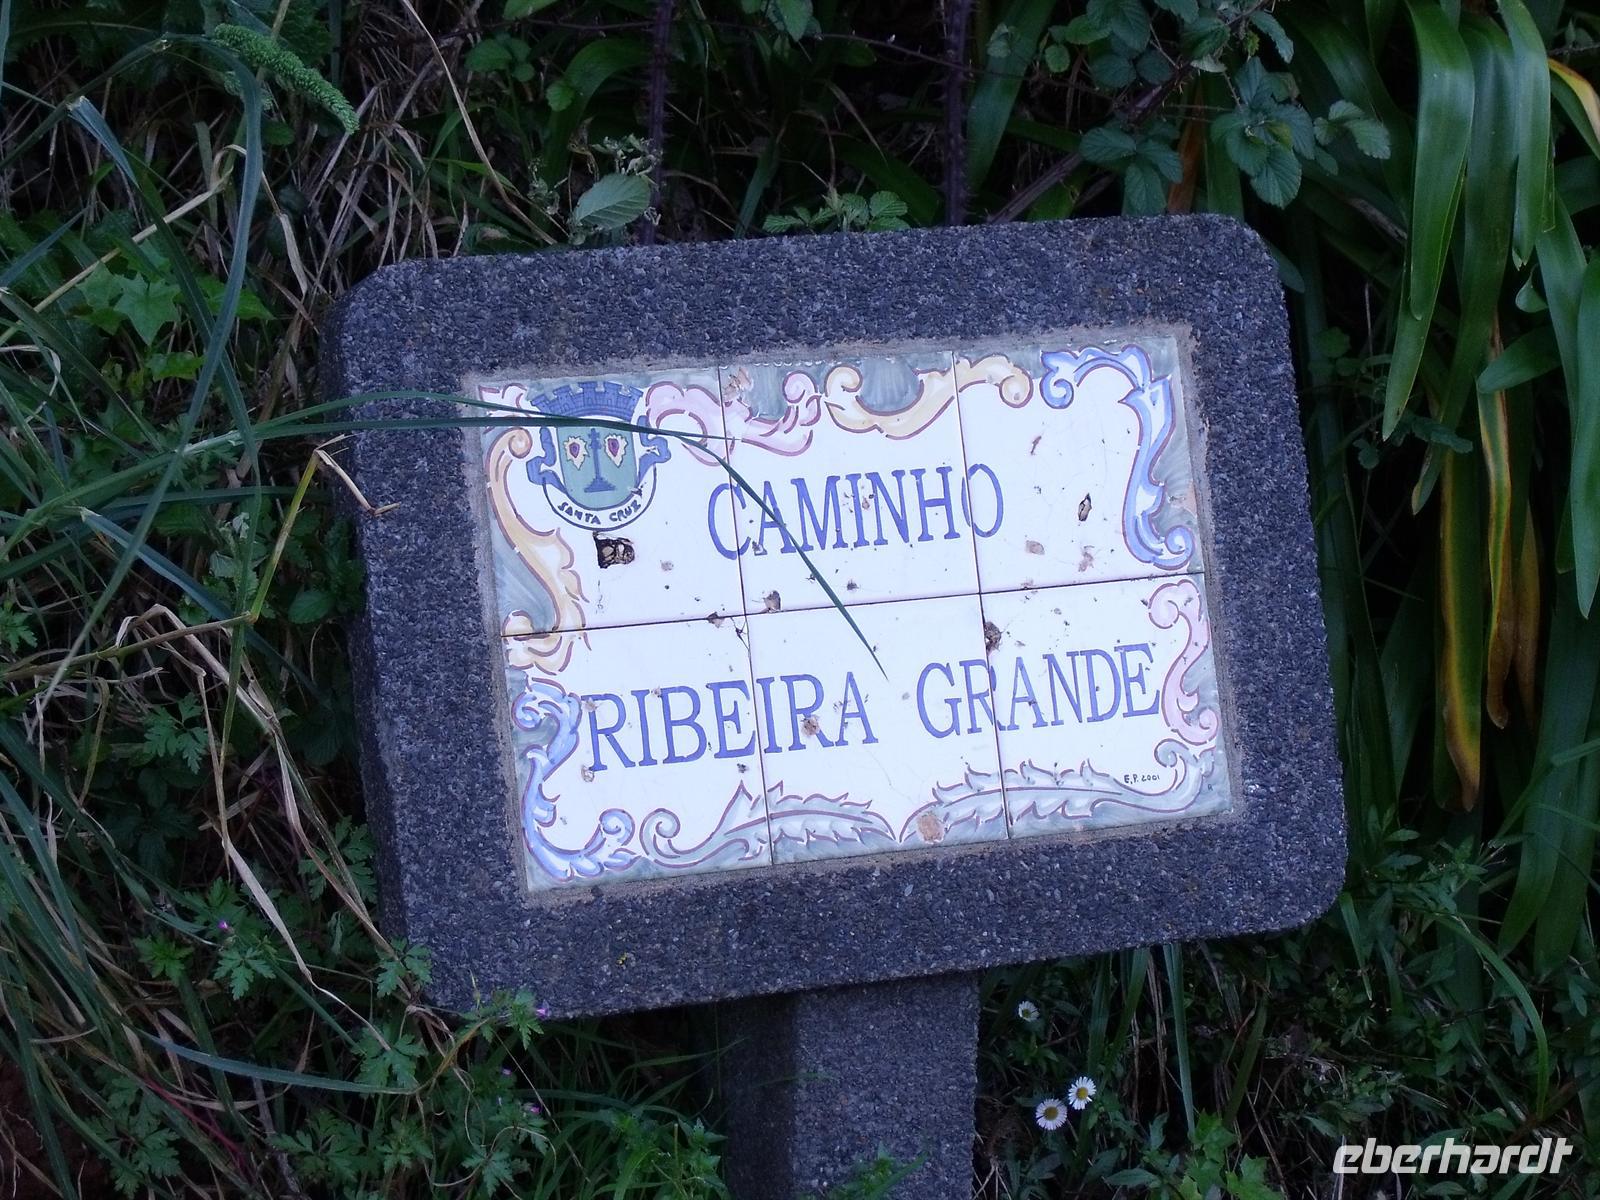 SANTA CRUZ
CAMINHO
RIBEIRA GRANDE
E.P. 2001
eberhardt